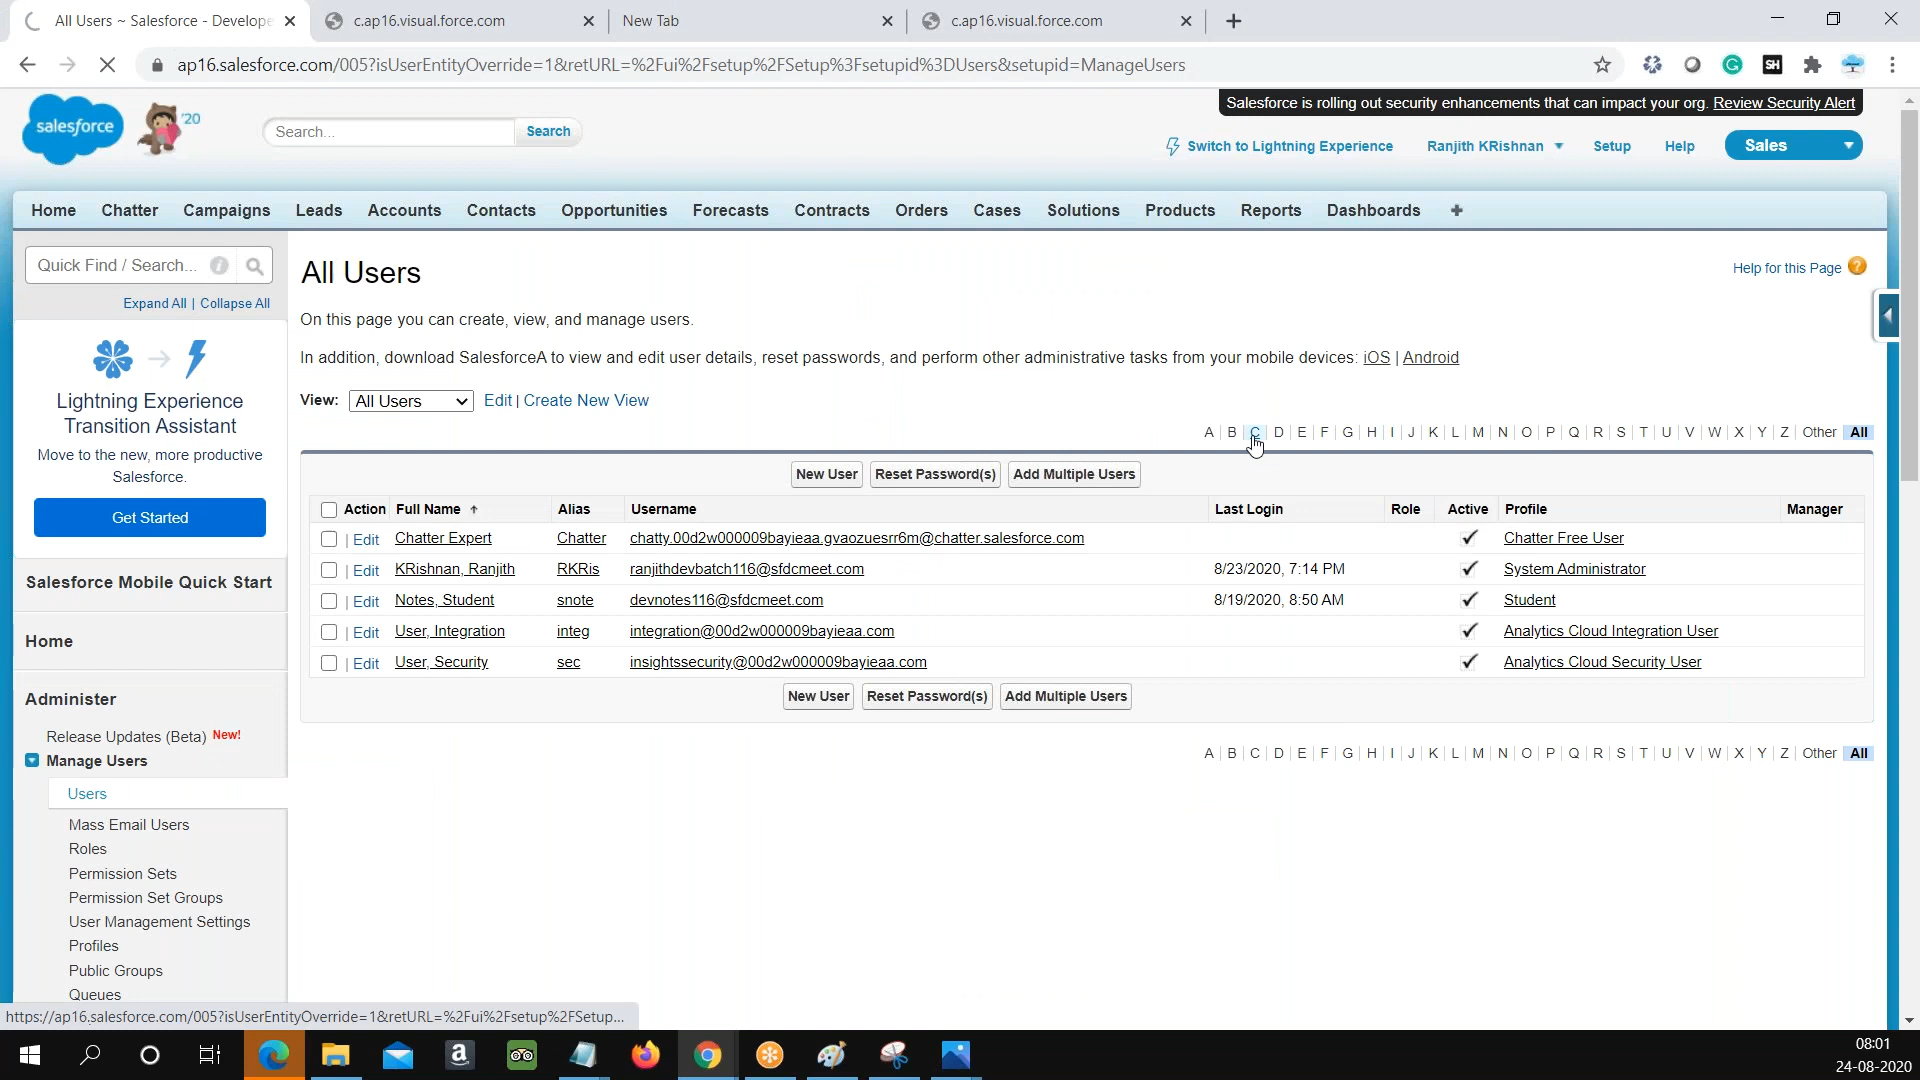 All Users ~ Salesforce - Develope
c.ap16.visual.force.com
New Tab
c.ap16.visual.force.com
ap16.salesforce.com/005?isUserEntityOverride=1&retURL=%2Fui%2Fsetup%2FSetup%3Fsetupid%3DUsers&setupid=ManageUsers
Salesforce is rolling out security enhancements that can impact your org. Review Security Alert
salesforce
'20
Search...
Search
Switch to Lightning Experience
Ranjith KRishnan
Setup
Help
Sales
Home Chatter Campaigns Leads Accounts Contacts Opportunities Forecasts Contracts Orders Cases Solutions Products Reports Dashboards +
Quick Find / Search...
Expand All | Collapse All
Lightning Experience
Transition Assistant
Move to the new, more productive
Salesforce.
Get Started
Salesforce Mobile Quick Start
Home
Administer
Release Updates (Beta) New!
Manage Users
Users
Mass Email Users
Roles
Permission Sets
Permission Set Groups
User Management Settings
Profiles
Public Groups
Queues
All Users
Help for this Page ?
On this page you can create, view, and manage users.
In addition, download SalesforceA to view and edit user details, reset passwords, and perform other administrative tasks from your mobile devices: iOS | Android
View: All Users Edit | Create New View
A | B | C | D | E | F | G | H | I | J | K | L | M | N | O | P | Q | R | S | T | U | V | W | X | Y | Z | Other All
New User Reset Password(s) Add Multiple Users
Action Full Name Alias Username Last Login Role Active Profile Manager
| Edit Chatter Expert Chatter chatty.00d2w000009bayieaa.gvaozuesrr6m@chatter.salesforce.com Chatter Free User
| Edit KRishnan, Ranjith RKRis ranjithdevbatch116@sfdcmeet.com 8/23/2020, 7:14 PM System Administrator
| Edit Notes, Student snote devnotes116@sfdcmeet.com 8/19/2020, 8:50 AM Student
| Edit User, Integration integ integration@00d2w000009bayieaa.com Analytics Cloud Integration User
| Edit User, Security sec insightssecurity@00d2w000009bayieaa.com Analytics Cloud Security User
New User Reset Password(s) Add Multiple Users
A | B | C | D | E | F | G | H | I | J | K | L | M | N | O | P | Q | R | S | T | U | V | W | X | Y | Z | Other All
https://ap16.salesforce.com/005?isUserEntityOverride=1&retURL=%2Fui%2Fsetup%2FSetup...
08:01
24-08-2020